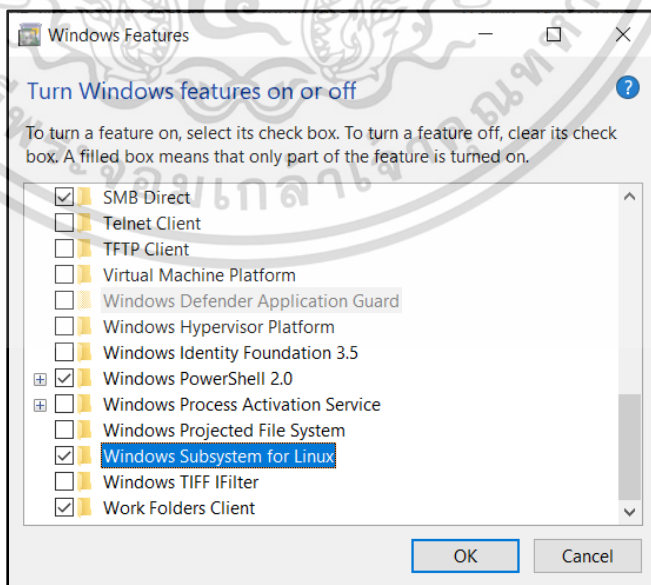 Windows Features
Turn Windows features on or off
?
To turn a feature on, select its check box. To turn a feature off, clear its check
box. A filled box means that only part of the feature is turned on.
SMB Direct
Telnet Client
TFTP Client
Virtual Machine Platform
Windows Defender Application Guard
Windows Hypervisor Platform
Windows Identity Foundation 3.5
Windows PowerShell 2.0
Windows Process Activation Service
Windows Projected File System
Windows Subsystem for Linux
Windows TIFF IFilter
Work Folders Client
OK
Cancel